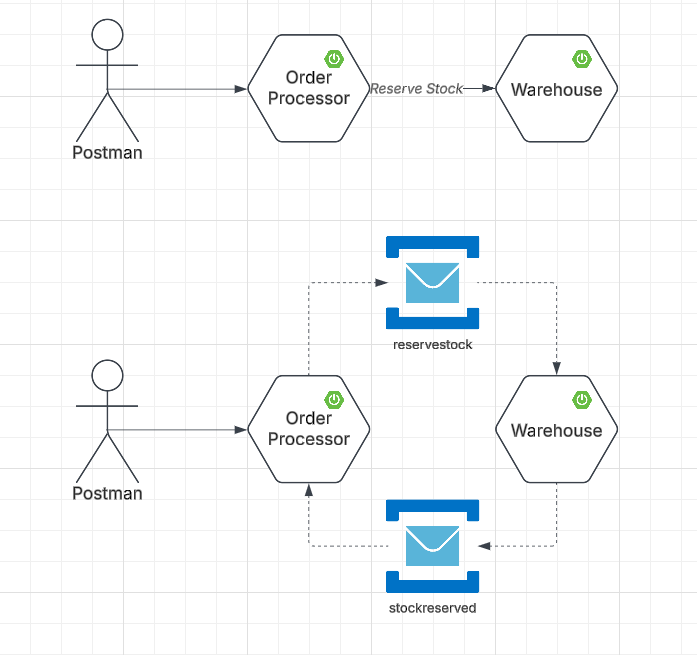 Order
Processor
Reserve Stock
Warehouse
Postman
reservestock
Order
Processor
Warehouse
Postman
stockreserved